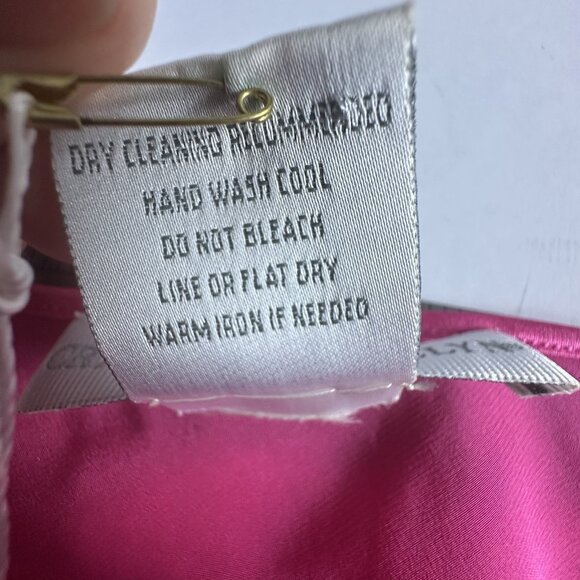 DRY CLEANING RECOMMENDED
HAND WASH COOL
DO NOT BLEACH
LINE OR FLAT DRY
WARM IRON IF NEEDED